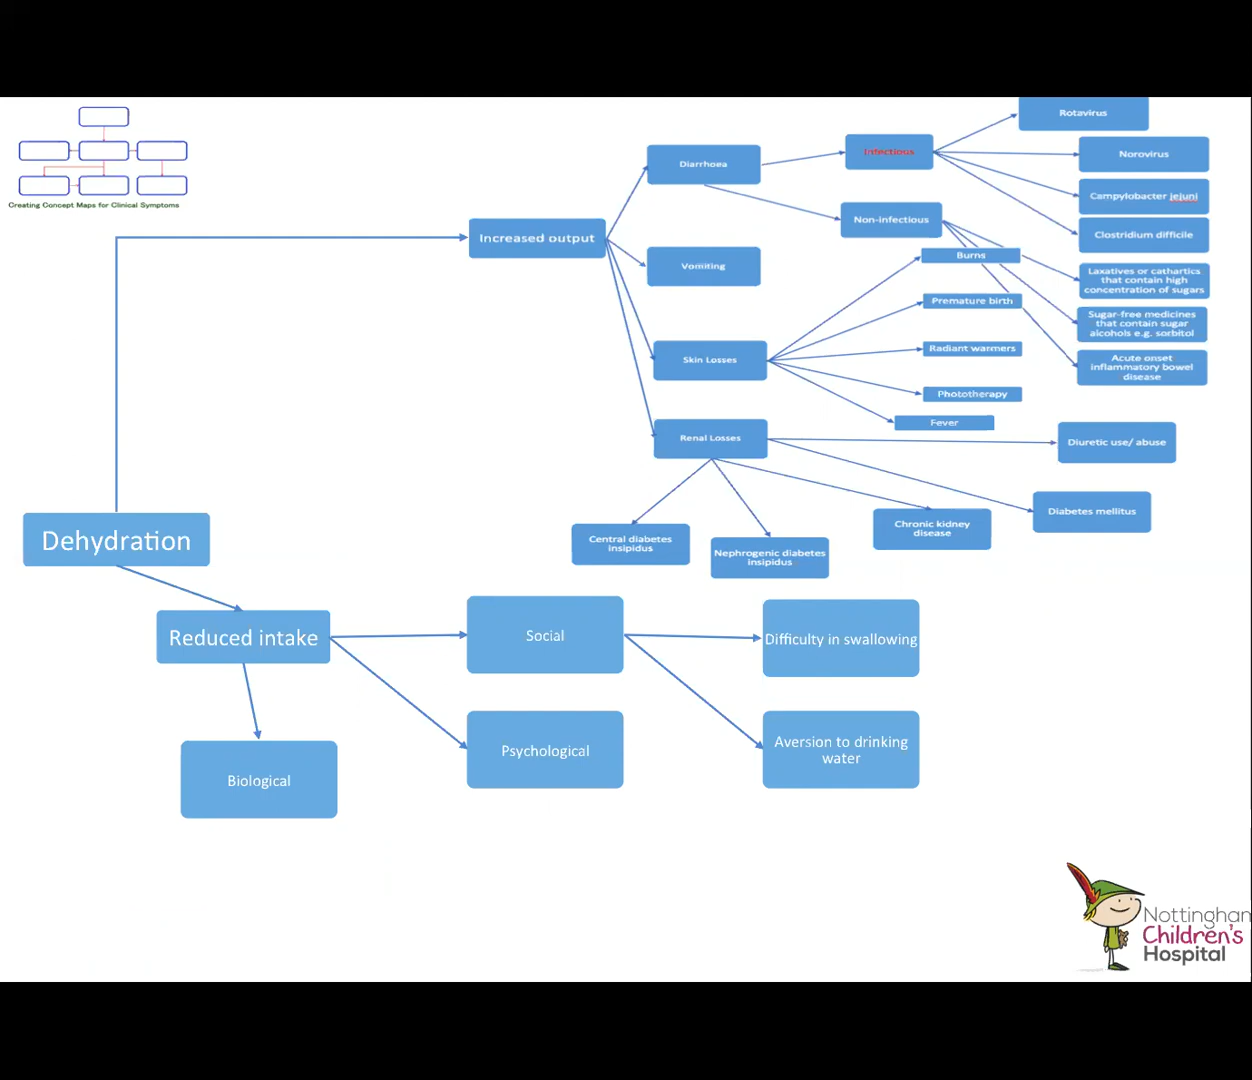 Creating Concept Maps for Clinical Symptoms
Rotavirus
Diarrhoea
Infectious
Norovirus
Campylobacter jejuni
Non-infectious
Clostridium difficile
Increased output
Vomiting
Burns
Laxatives or cathartics
that contain high
concentration of sugars
Premature birth
Sugar-free medicines
that contain sugar
alcohols e.g. sorbitol
Skin Losses
Radiant warmers
Acute onset
inflammatory bowel
disease
Phototherapy
Fever
Renal Losses
Diuretic use/ abuse
Diabetes mellitus
Chronic kidney
disease
Central diabetes
insipidus
Nephrogenic diabetes
insipidus
Dehydration
Reduced intake
Social
Difficulty in swallowing
Psychological
Aversion to drinking
water
Biological
Nottingham
Children's
Hospital